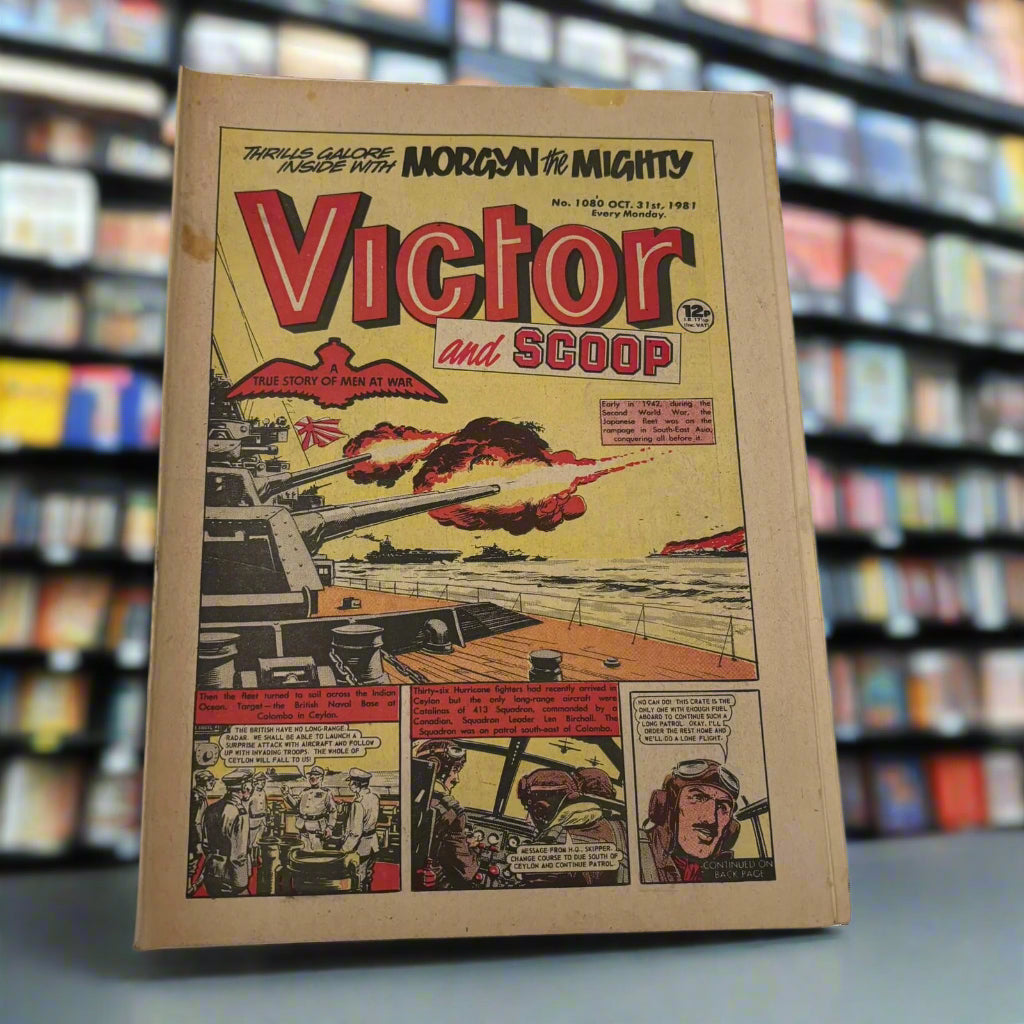 THRILLS GALORE
INSIDE WITH MORGYN the MIGHTY
No. 1080 OCT. 31st, 1981
Every Monday.
Victor
and SCOOP
12P
(Inc. VAT)
A
TRUE STORY OF MEN AT WAR
Early in 1942, during the
Second World War, the
Japanese fleet was on the
rampage in South-East Asia,
conquering all before it.
Then the fleet turned to sail across the Indian
Ocean. Target—the British Naval Base at
Colombo in Ceylon.
THE BRITISH HAVE NO LONG-RANGE
RADAR. WE SHALL BE ABLE TO LAUNCH A
SURPRISE ATTACK WITH AIRCRAFT AND FOLLOW
UP WITH INVADING TROOPS. THE WHOLE OF
CEYLON WILL FALL TO US!
Thirty-six Hurricane fighters had recently arrived in
Ceylon but the only long-range aircraft were
Catalinas of 413 Squadron, commanded by a
Canadian, Squadron Leader Len Birchall. The
Squadron was on patrol south-east of Colombo.
MESSAGE FROM H.Q., SKIPPER.
CHANGE COURSE TO DUE SOUTH OF
CEYLON AND CONTINUE PATROL.
NO CAN DO! THIS CRATE IS THE
ONLY ONE WITH ENOUGH FUEL
ABOARD TO CONTINUE SUCH A
LONG PATROL. OKAY. I'LL
ORDER THE REST HOME AND
WE'LL DO A LONE FLIGHT.
CONTINUED ON
BACK PAGE